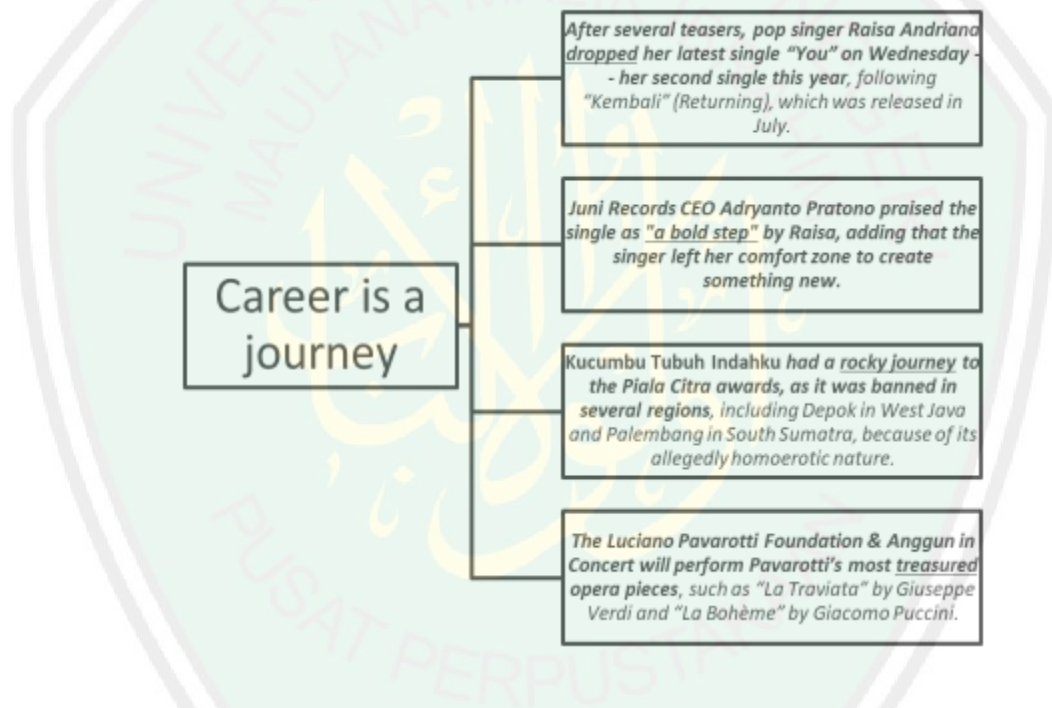 Career is a
journey
After several teasers, pop singer Raisa Andriana
dropped her latest single “You” on Wednesday -
- her second single this year, following
“Kembali” (Returning), which was released in
July.
Juni Records CEO Adryanto Pratono praised the
single as "a bold step" by Raisa, adding that the
singer left her comfort zone to create
something new.
Kucumbu Tubuh Indahku had a rocky journey to
the Piala Citra awards, as it was banned in
several regions, including Depok in West Java
and Palembang in South Sumatra, because of its
allegedly homoerotic nature.
The Luciano Pavarotti Foundation & Anggun in
Concert will perform Pavarotti’s most treasured
opera pieces, such as “La Traviata” by Giuseppe
Verdi and “La Bohème” by Giacomo Puccini.